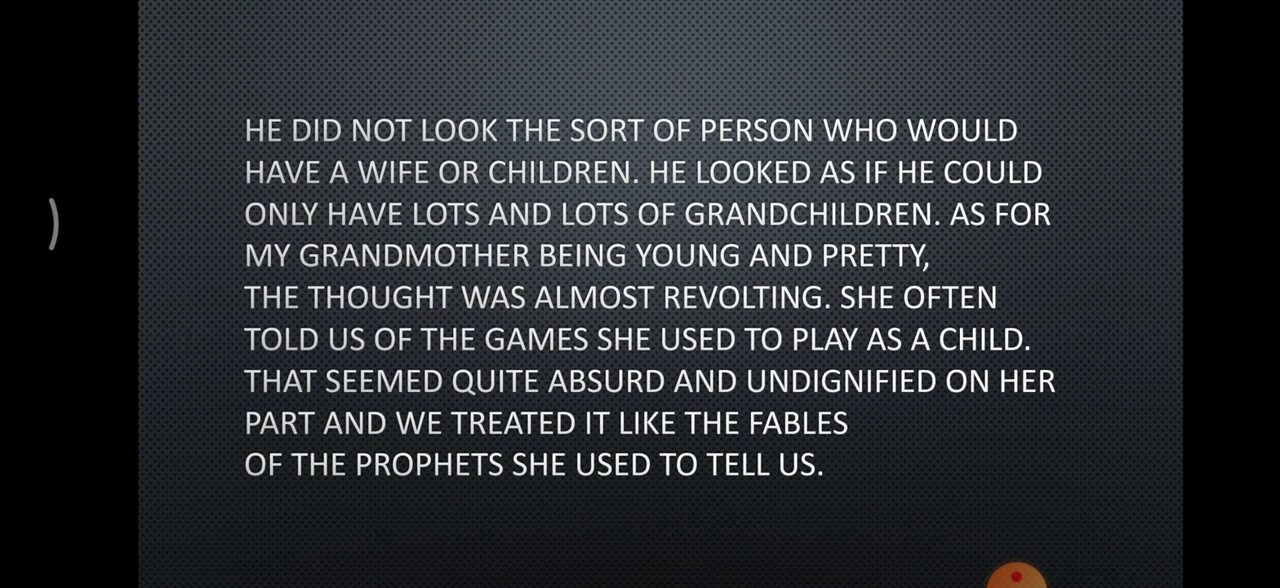 HE DID NOT LOOK THE SORT OF PERSON WHO WOULD
HAVE A WIFE OR CHILDREN. HE LOOKED AS IF HE COULD
ONLY HAVE LOTS AND LOTS OF GRANDCHILDREN. AS FOR
MY GRANDMOTHER BEING YOUNG AND PRETTY,
THE THOUGHT WAS ALMOST REVOLTING. SHE OFTEN
TOLD US OF THE GAMES SHE USED TO PLAY AS A CHILD.
THAT SEEMED QUITE ABSURD AND UNDIGNIFIED ON HER
PART AND WE TREATED IT LIKE THE FABLES
OF THE PROPHETS SHE USED TO TELL US.